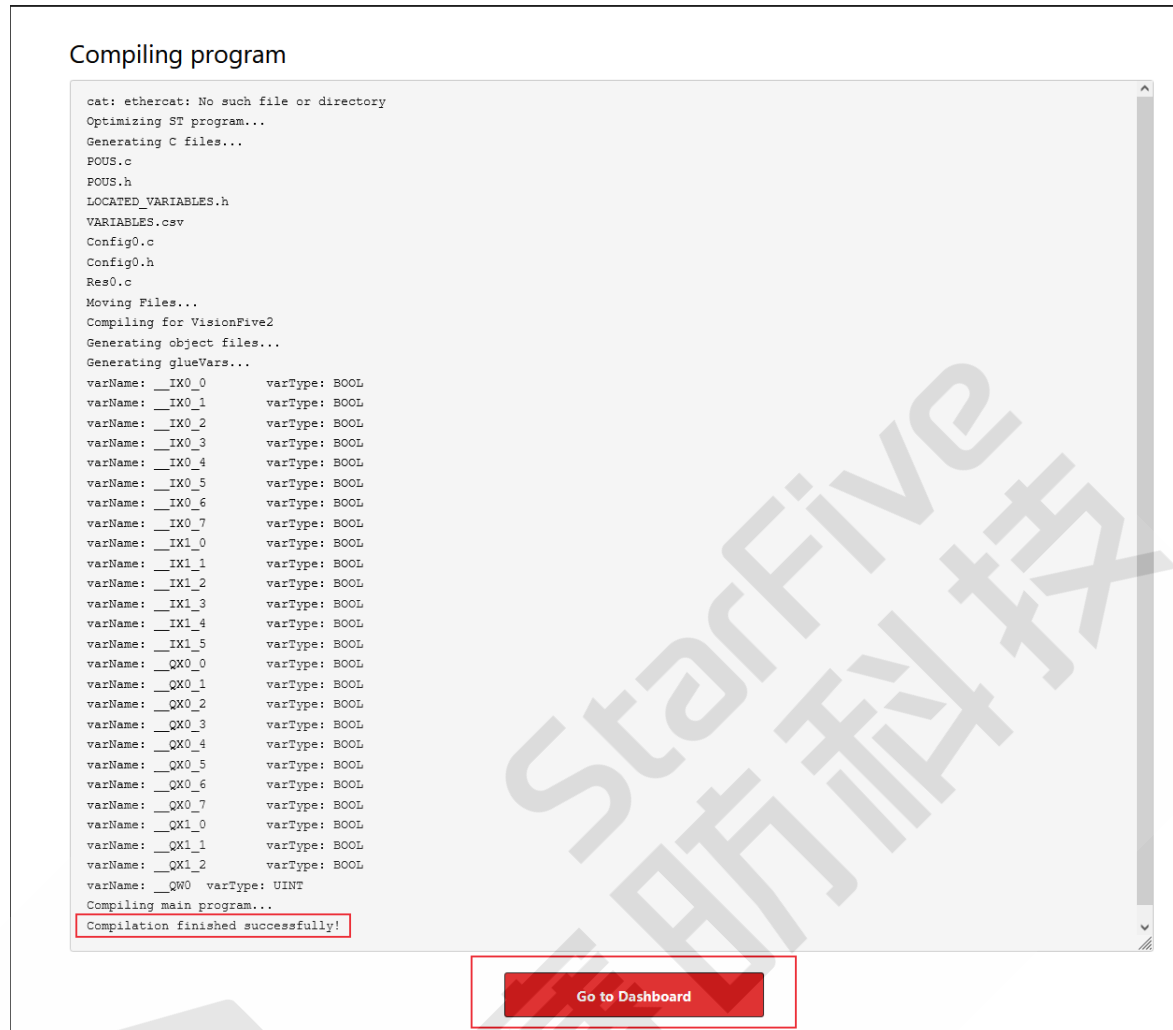 Compiling program
cat: ethercat: No such file or directory
Optimizing ST program...
Generating C files...
POUS.c
POUS.h
LOCATED_VARIABLES.h
VARIABLES.csv
Config0.c
Config0.h
Res0.c
Moving Files...
Compiling for VisionFive2
Generating object files...
Generating glueVars...
varName: __IX0_0 varType: BOOL
varName: __IX0_1 varType: BOOL
varName: __IX0_2 varType: BOOL
varName: __IX0_3 varType: BOOL
varName: __IX0_4 varType: BOOL
varName: __IX0_5 varType: BOOL
varName: __IX0_6 varType: BOOL
varName: __IX0_7 varType: BOOL
varName: __IX1_0 varType: BOOL
varName: __IX1_1 varType: BOOL
varName: __IX1_2 varType: BOOL
varName: __IX1_3 varType: BOOL
varName: __IX1_4 varType: BOOL
varName: __IX1_5 varType: BOOL
varName: __QX0_0 varType: BOOL
varName: __QX0_1 varType: BOOL
varName: __QX0_2 varType: BOOL
varName: __QX0_3 varType: BOOL
varName: __QX0_4 varType: BOOL
varName: __QX0_5 varType: BOOL
varName: __QX0_6 varType: BOOL
varName: __QX0_7 varType: BOOL
varName: __QX1_0 varType: BOOL
varName: __QX1_1 varType: BOOL
varName: __QX1_2 varType: BOOL
varName: __QW0 varType: UINT
Compiling main program...
Compilation finished successfully!
Go to Dashboard
StarFive
昉科技